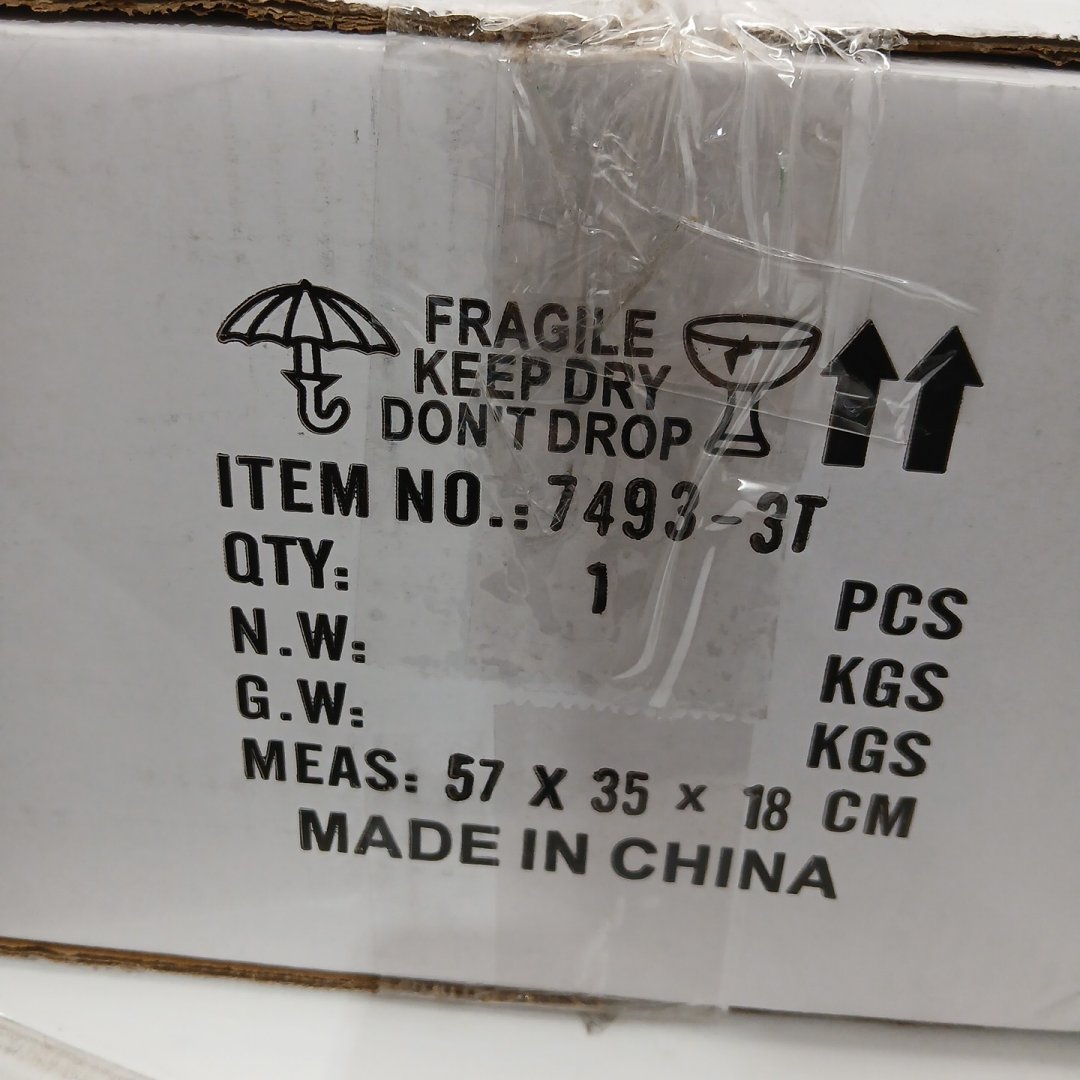 FRAGILE
KEEP DRY
DON'T DROP
ITEM NO.: 7493-3T
QTY: 1 PCS
N.W: KGS
G.W: KGS
MEAS: 57 X 35 x 18 CM
MADE IN CHINA